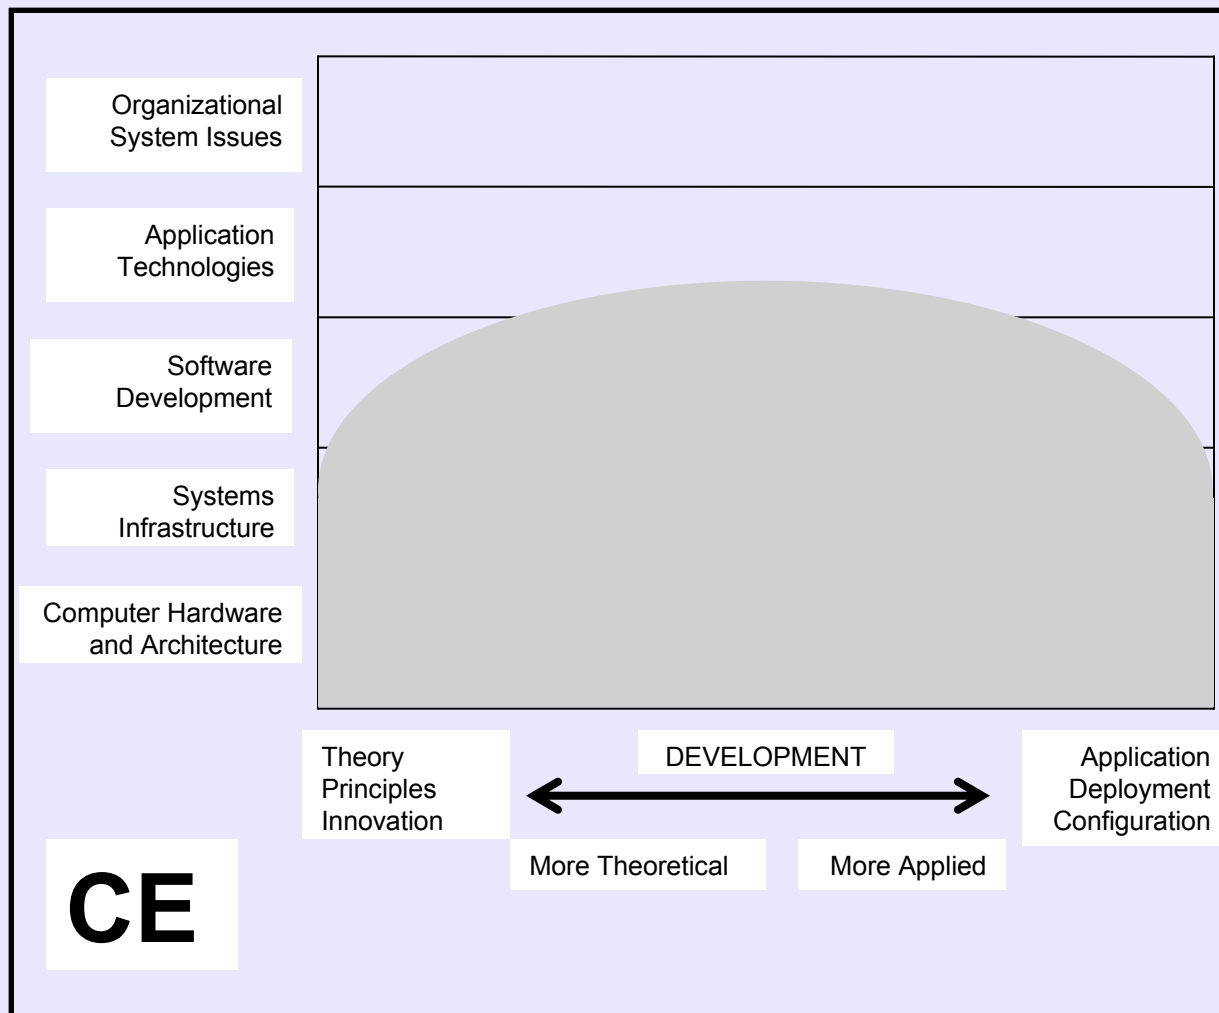 Organizational
System Issues
Application
Technologies
Software
Development
Systems
Infrastructure
Computer Hardware
and Architecture
Theory
Principles
Innovation
DEVELOPMENT
Application
Deployment
Configuration
More Theoretical
More Applied
CE